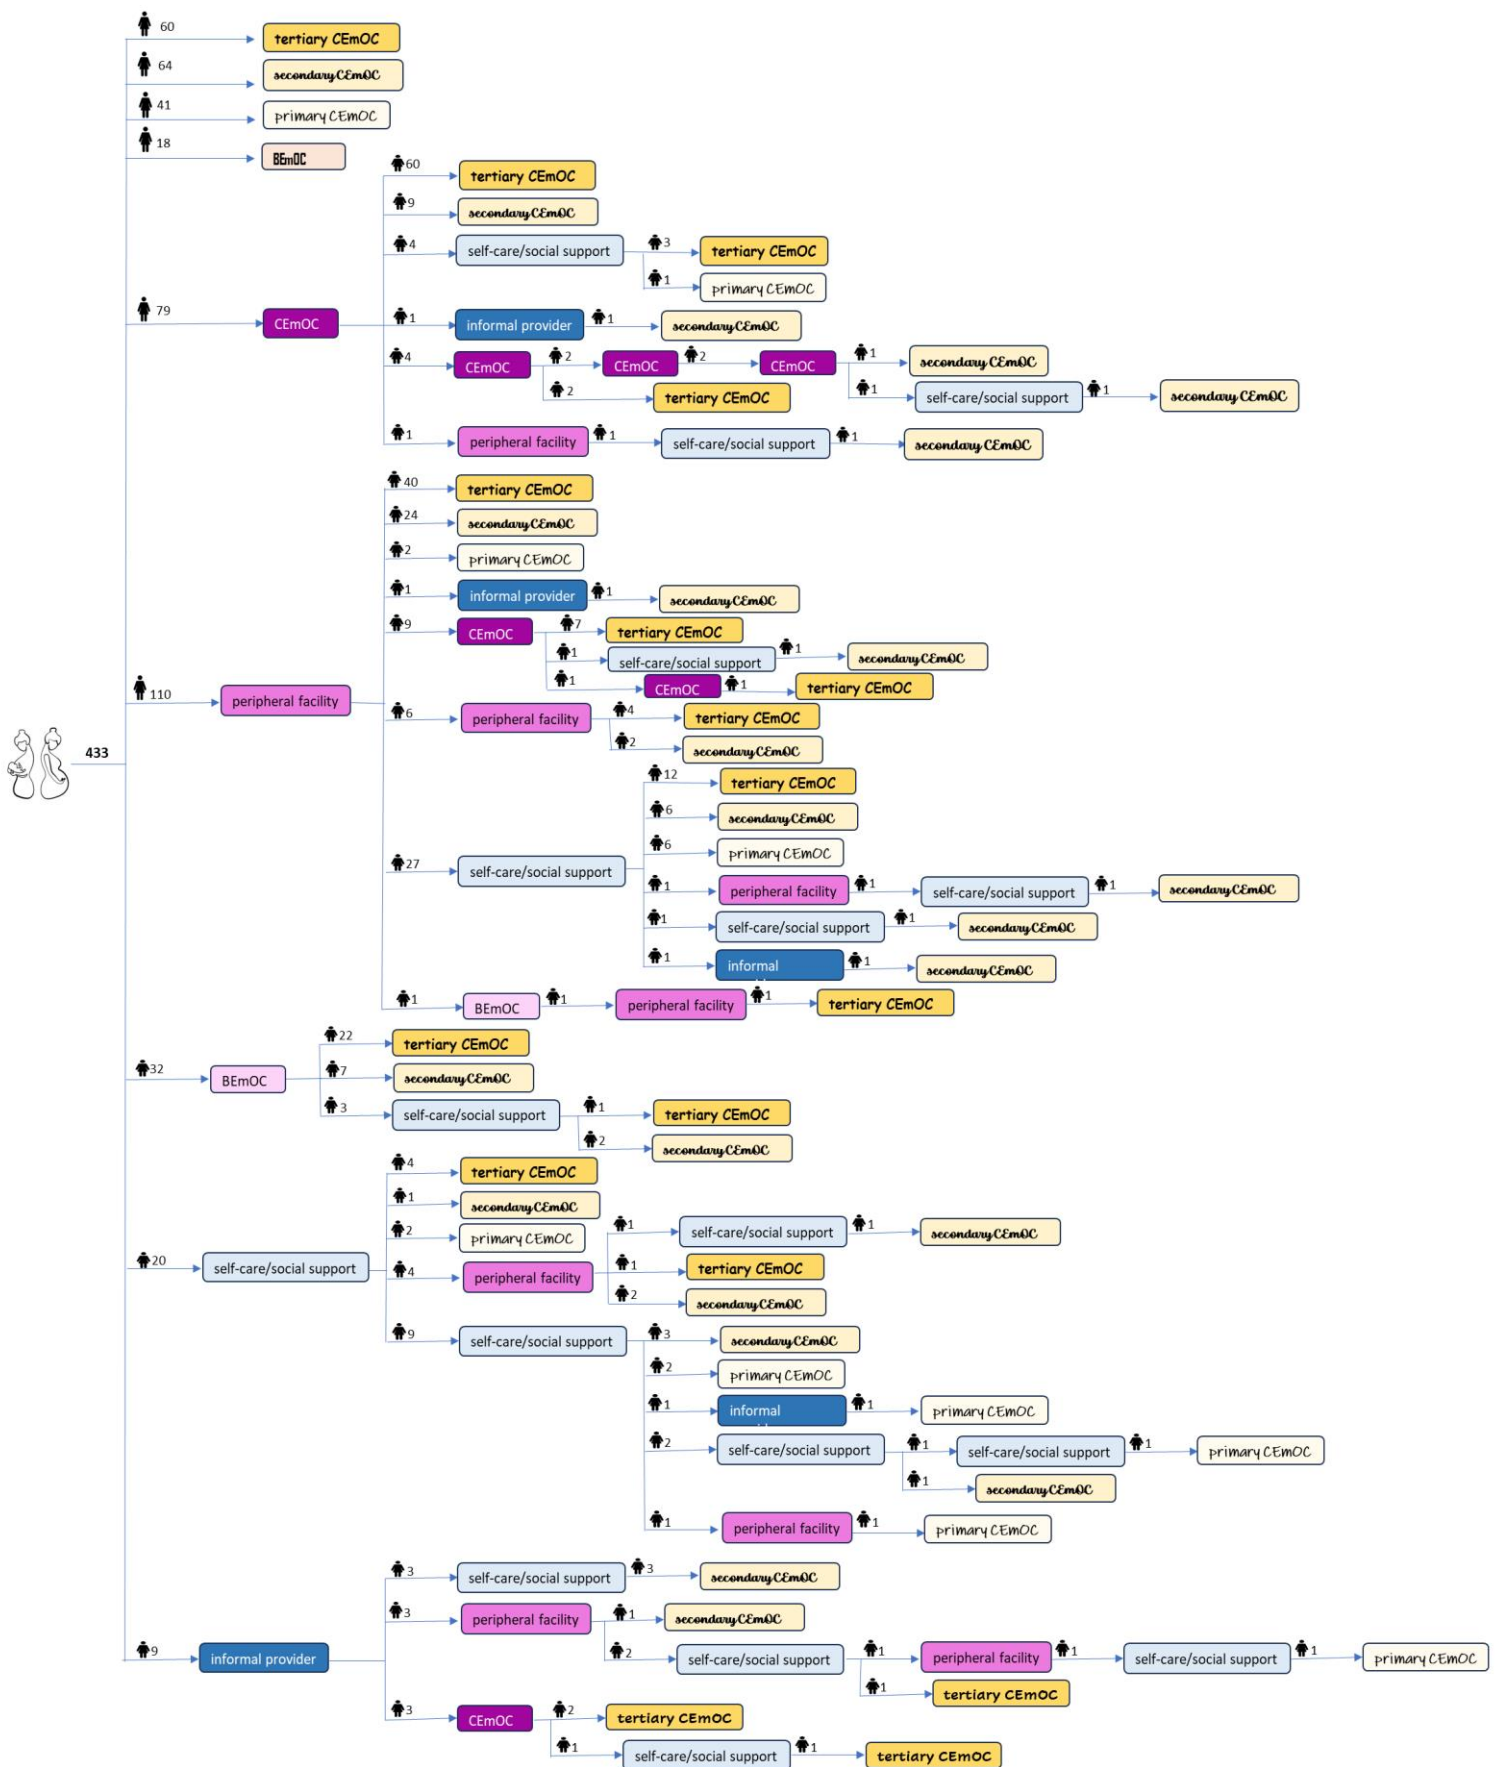 60
tertiary CEmOC
64
secondary CEmOC
41
primary CEmOC
18
BEmOC
79
CEmOC
60
tertiary CEmOC
9
secondary CEmOC
4
self-care/social support
3
tertiary CEmOC
1
primary CEmOC
1
informal provider
1
secondary CEmOC
4
CEmOC
2
CEmOC
2
CEmOC
1
secondary CEmOC
1
self-care/social support
1
secondary CEmOC
2
tertiary CEmOC
1
peripheral facility
1
self-care/social support
1
secondary CEmOC
433
110
peripheral facility
40
tertiary CEmOC
24
secondary CEmOC
2
primary CEmOC
1
informal provider
1
secondary CEmOC
9
CEmOC
7
tertiary CEmOC
1
self-care/social support
1
secondary CEmOC
1
CEmOC
1
tertiary CEmOC
6
peripheral facility
4
tertiary CEmOC
2
secondary CEmOC
27
self-care/social support
12
tertiary CEmOC
6
secondary CEmOC
6
primary CEmOC
1
peripheral facility
1
self-care/social support
1
secondary CEmOC
1
self-care/social support
1
secondary CEmOC
1
informal
1
secondary CEmOC
1
BEmOC
1
peripheral facility
1
tertiary CEmOC
32
BEmOC
22
tertiary CEmOC
7
secondary CEmOC
3
self-care/social support
1
tertiary CEmOC
2
secondary CEmOC
20
self-care/social support
4
tertiary CEmOC
1
secondary CEmOC
2
primary CEmOC
4
peripheral facility
1
self-care/social support
1
secondary CEmOC
1
tertiary CEmOC
2
secondary CEmOC
9
self-care/social support
3
secondary CEmOC
2
primary CEmOC
1
informal
1
primary CEmOC
2
self-care/social support
1
self-care/social support
1
primary CEmOC
1
secondary CEmOC
1
peripheral facility
1
primary CEmOC
9
informal provider
3
self-care/social support
3
secondary CEmOC
3
peripheral facility
1
secondary CEmOC
2
self-care/social support
1
peripheral facility
1
self-care/social support
1
primary CEmOC
1
tertiary CEmOC
3
CEmOC
2
tertiary CEmOC
1
self-care/social support
1
tertiary CEmOC